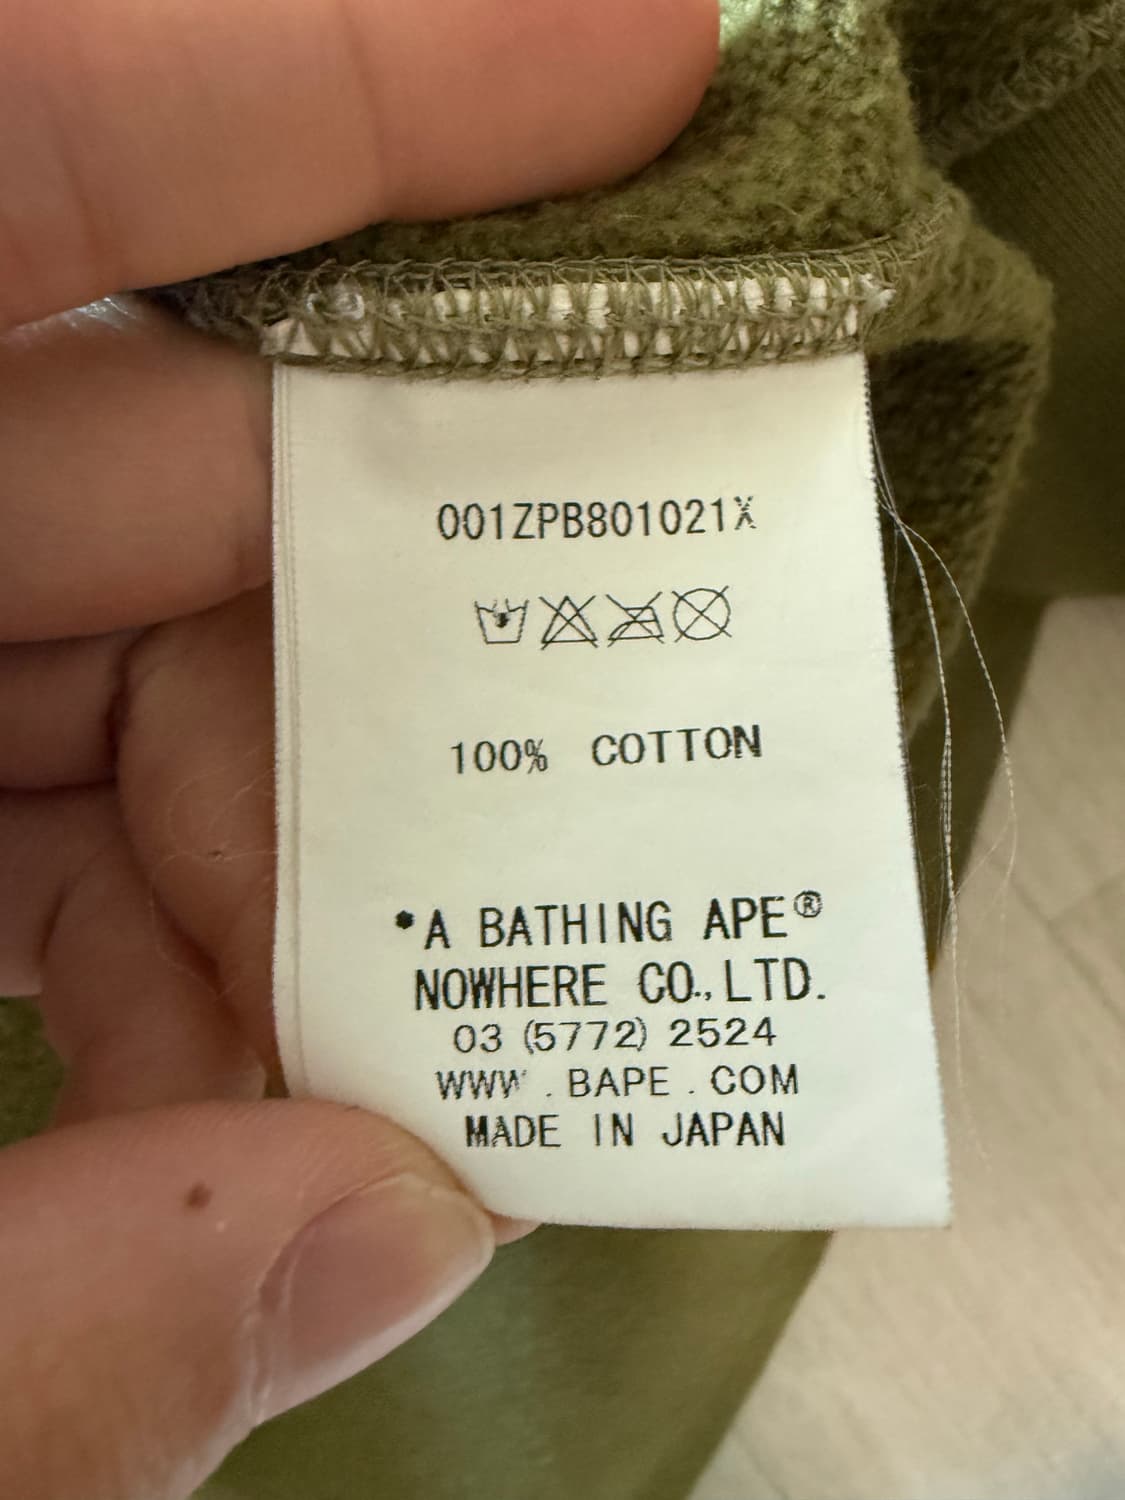 001ZPB801021X
100% COTTON
*A BATHING APE®
NOWHERE CO.,LTD.
03 (5772) 2524
WWW.BAPE.COM
MADE IN JAPAN